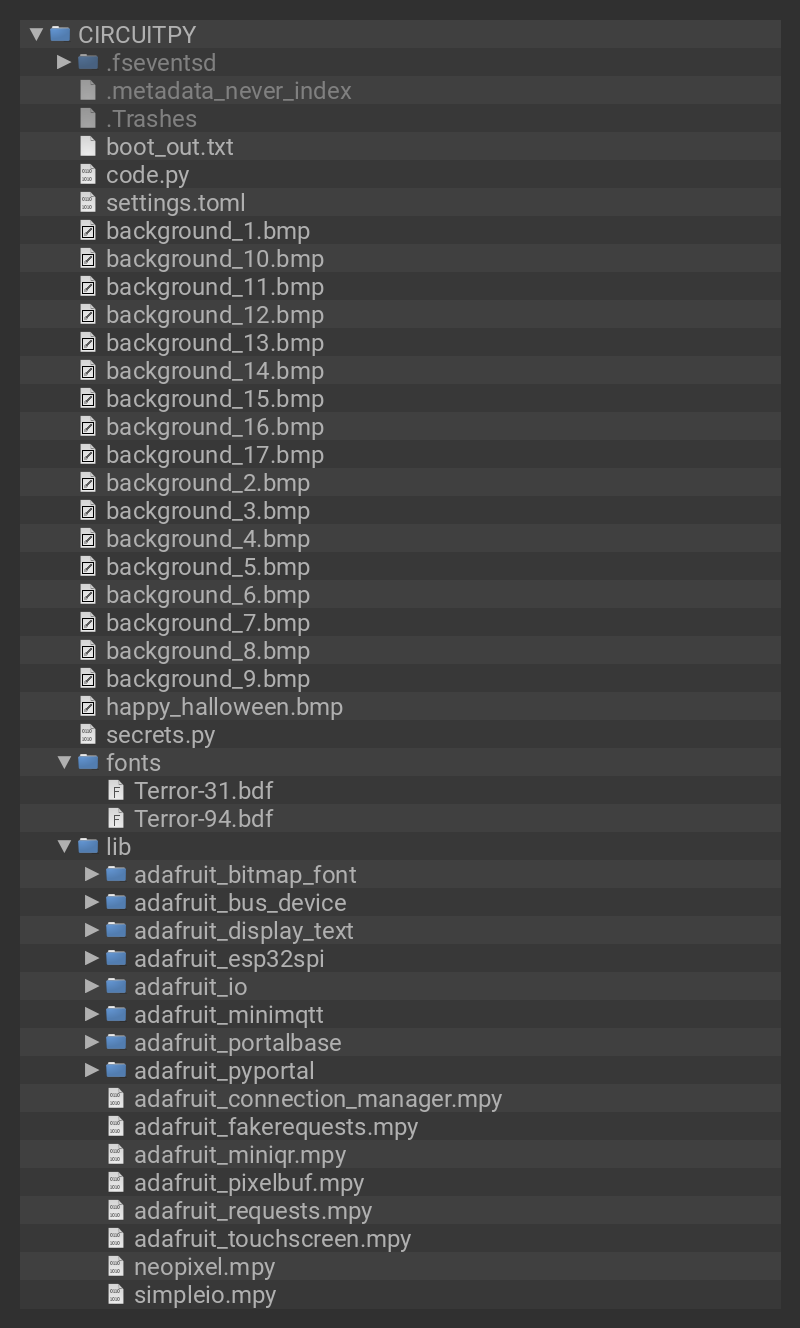 CIRCUITPY
.fseventsd
.metadata_never_index
.Trashes
boot_out.txt
code.py
settings.toml
background_1.bmp
background_10.bmp
background_11.bmp
background_12.bmp
background_13.bmp
background_14.bmp
background_15.bmp
background_16.bmp
background_17.bmp
background_2.bmp
background_3.bmp
background_4.bmp
background_5.bmp
background_6.bmp
background_7.bmp
background_8.bmp
background_9.bmp
happy_halloween.bmp
secrets.py
fonts
Terror-31.bdf
Terror-94.bdf
lib
adafruit_bitmap_font
adafruit_bus_device
adafruit_display_text
adafruit_esp32spi
adafruit_io
adafruit_minimqtt
adafruit_portalbase
adafruit_pyportal
adafruit_connection_manager.mpy
adafruit_fakerequests.mpy
adafruit_miniqr.mpy
adafruit_pixelbuf.mpy
adafruit_requests.mpy
adafruit_touchscreen.mpy
neopixel.mpy
simpleio.mpy